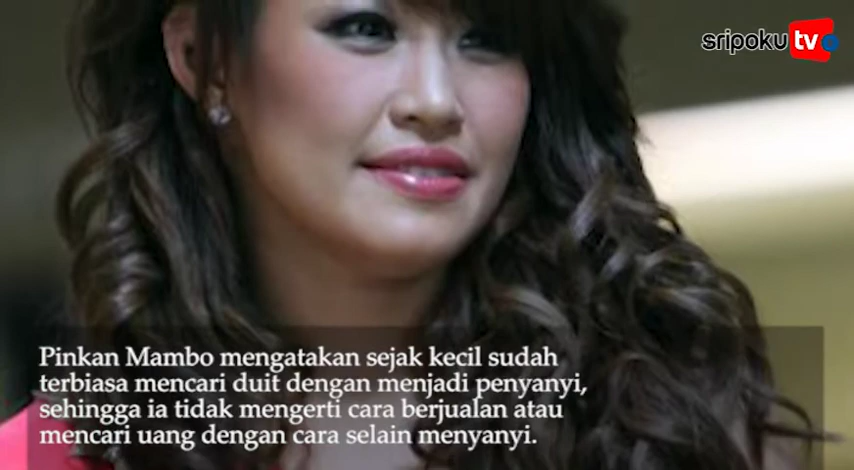 sripoku tv
Pinkan Mambo mengatakan sejak kecil sudah
terbiasa mencari duit dengan menjadi penyanyi,
sehingga ia tidak mengerti cara berjualan atau
mencari uang dengan cara selain menyanyi.